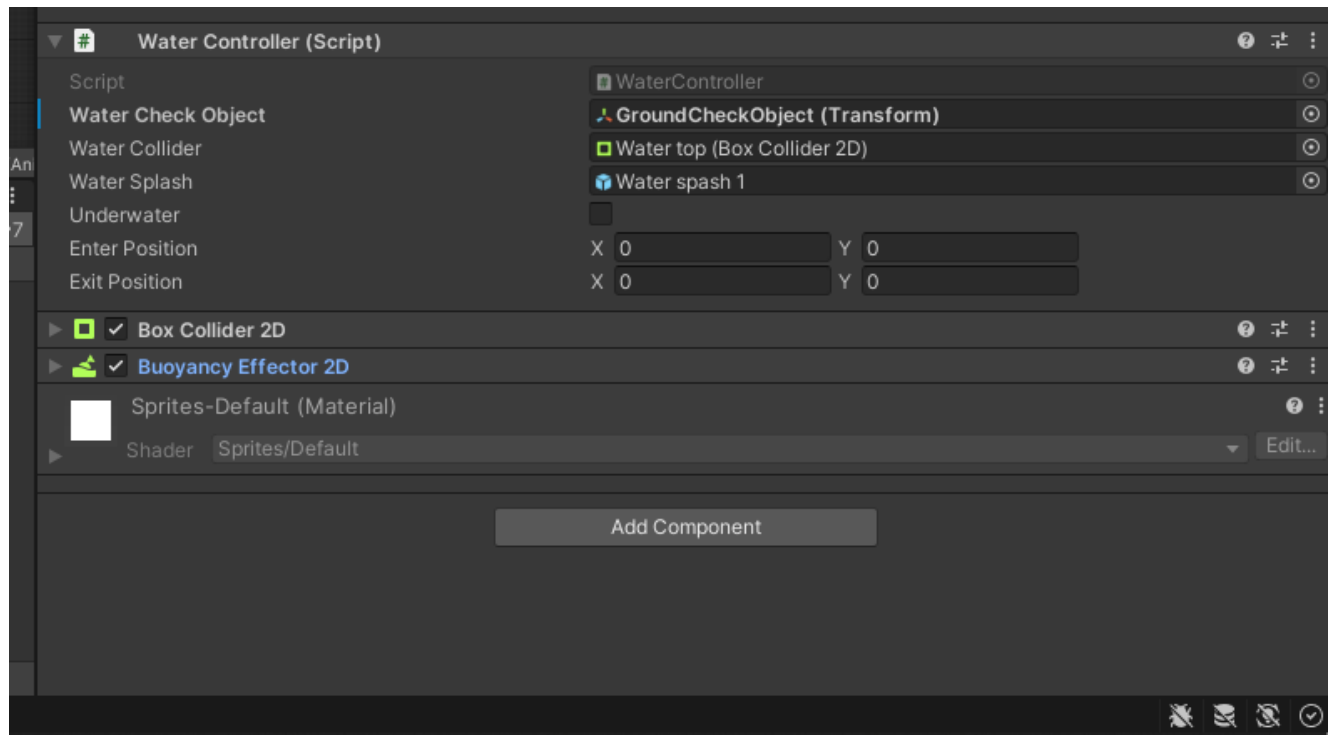 Water Controller (Script)
Script WaterController
Water Check Object GroundCheckObject (Transform)
Water Collider Water top (Box Collider 2D)
Ani
Water Splash Water spash 1
Underwater
7
Enter Position X 0 Y 0
Exit Position X 0 Y 0
Box Collider 2D
Buoyancy Effector 2D
Sprites-Default (Material)
Shader Sprites/Default Edit...
Add Component